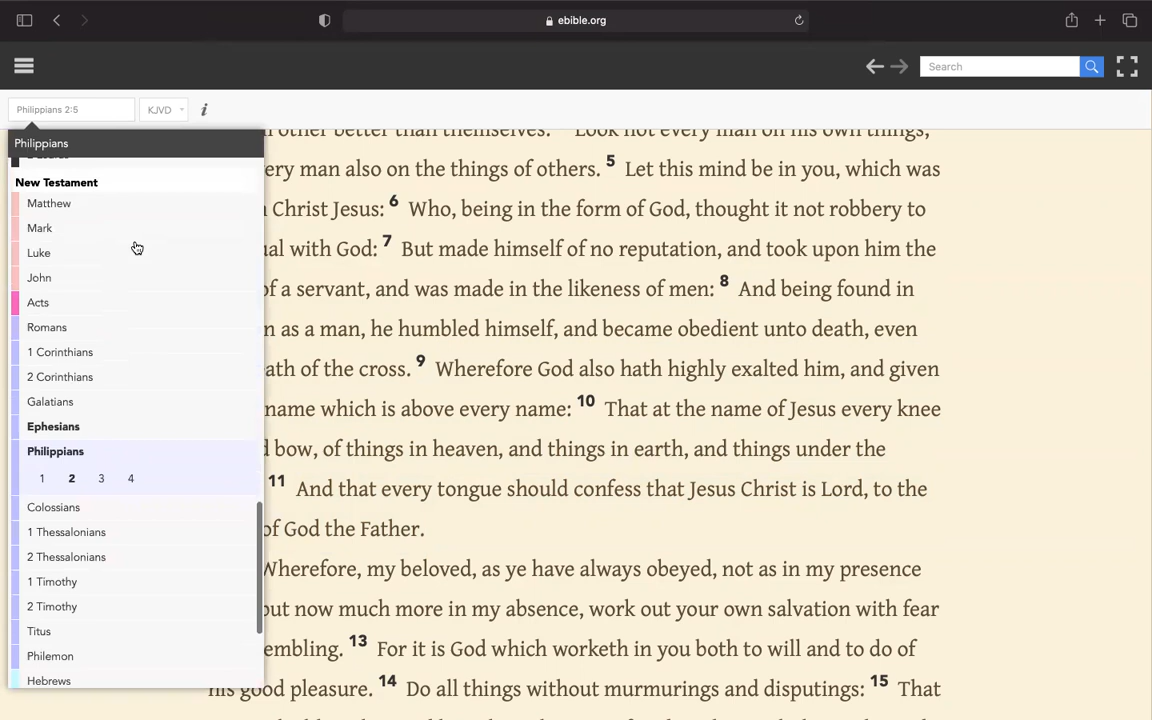 ebible.org
Search
Philippians 2:5
KJVD
i
Philippians
New Testament
Matthew
Mark
Luke
John
Acts
Romans
1 Corinthians
2 Corinthians
Galatians
Ephesians
Philippians
1 2 3 4
Colossians
1 Thessalonians
2 Thessalonians
1 Timothy
2 Timothy
Titus
Philemon
Hebrews
other better than themselves. Look not every man on his own things,
every man also on the things of others. 5 Let this mind be in you, which was
Christ Jesus: 6 Who, being in the form of God, thought it not robbery to
with God: 7 But made himself of no reputation, and took upon him the
of a servant, and was made in the likeness of men: 8 And being found in
as a man, he humbled himself, and became obedient unto death, even
of the cross. 9 Wherefore God also hath highly exalted him, and given
name which is above every name: 10 That at the name of Jesus every knee
bow, of things in heaven, and things in earth, and things under the
11 And that every tongue should confess that Jesus Christ is Lord, to the
of God the Father.
Wherefore, my beloved, as ye have always obeyed, not as in my presence
but now much more in my absence, work out your own salvation with fear
13 For it is God which worketh in you both to will and to do of
his good pleasure. 14 Do all things without murmurings and disputings: 15 That